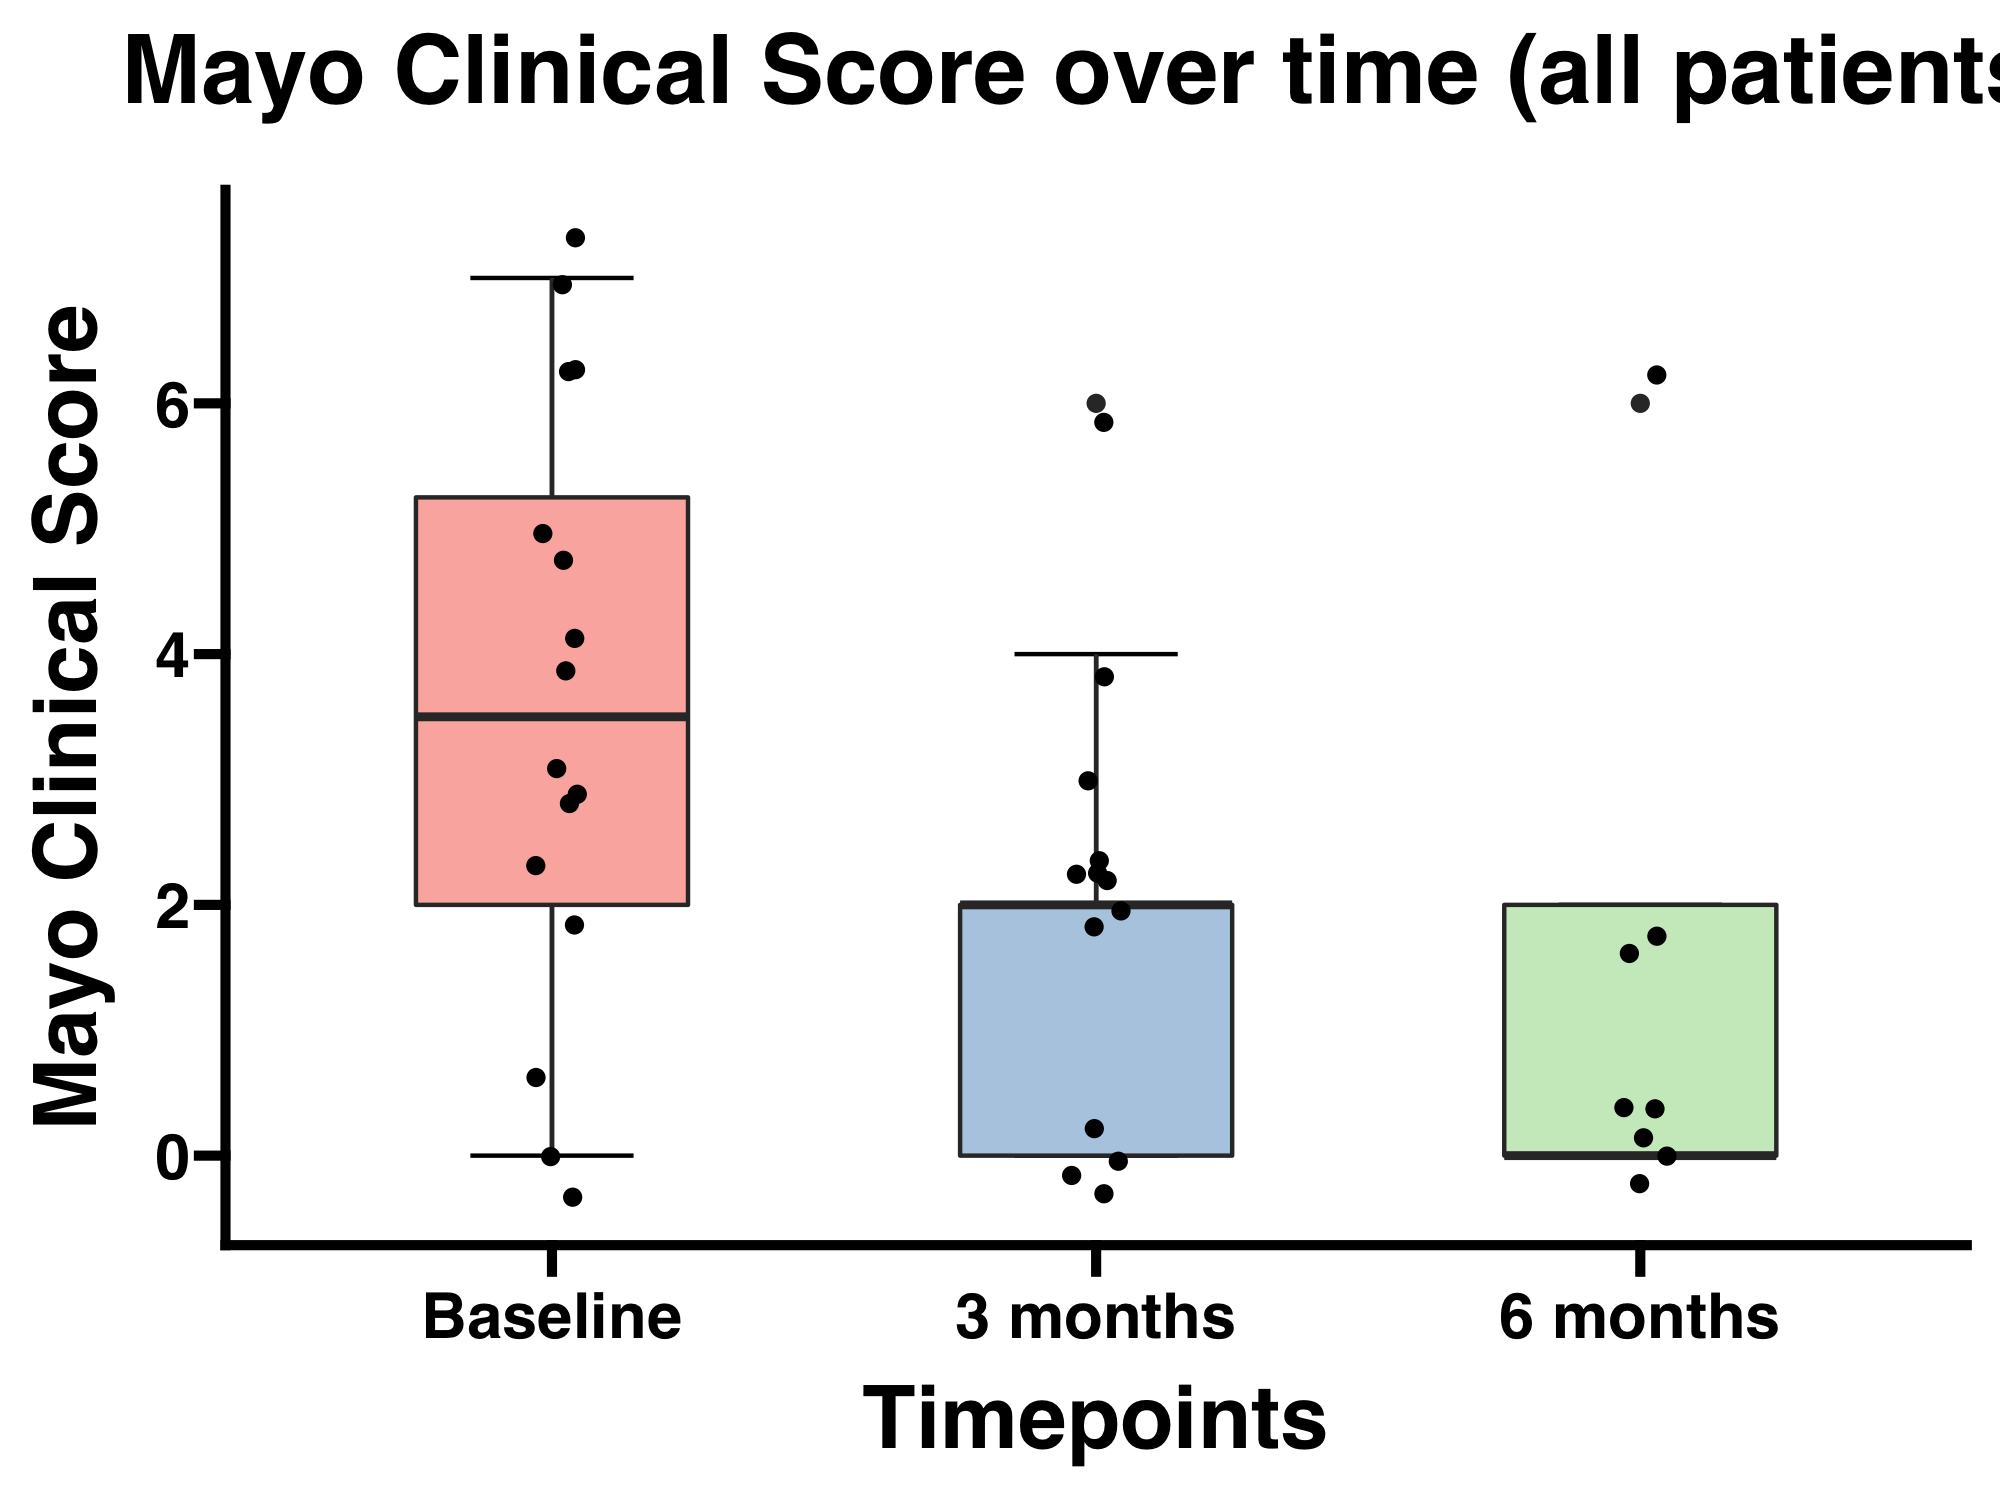 Mayo Clinical Score over time (all patients
Mayo Clinical Score
6
4
2
0
Baseline
3 months
6 months
Timepoints